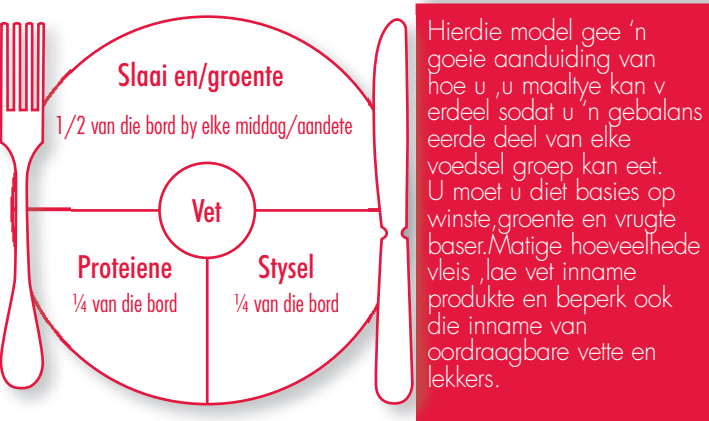 Slaai en/groente
1/2 van die bord by elke middag/aandete
Vet
Proteiene
¼ van die bord
Stysel
¼ van die bord
Hierdie model gee ‘n
goeie aanduiding van
hoe u ,u maaltye kan v
erdeel sodat u ‘n gebalans
eerde deel van elke
voedsel groep kan eet.
U moet u diet basies op
winste,groente en vrugte
baser.Matige hoeveelhede
vleis ,lae vet inname
produkte en beperk ook
die inname van
oordraagbare vette en
lekkers.